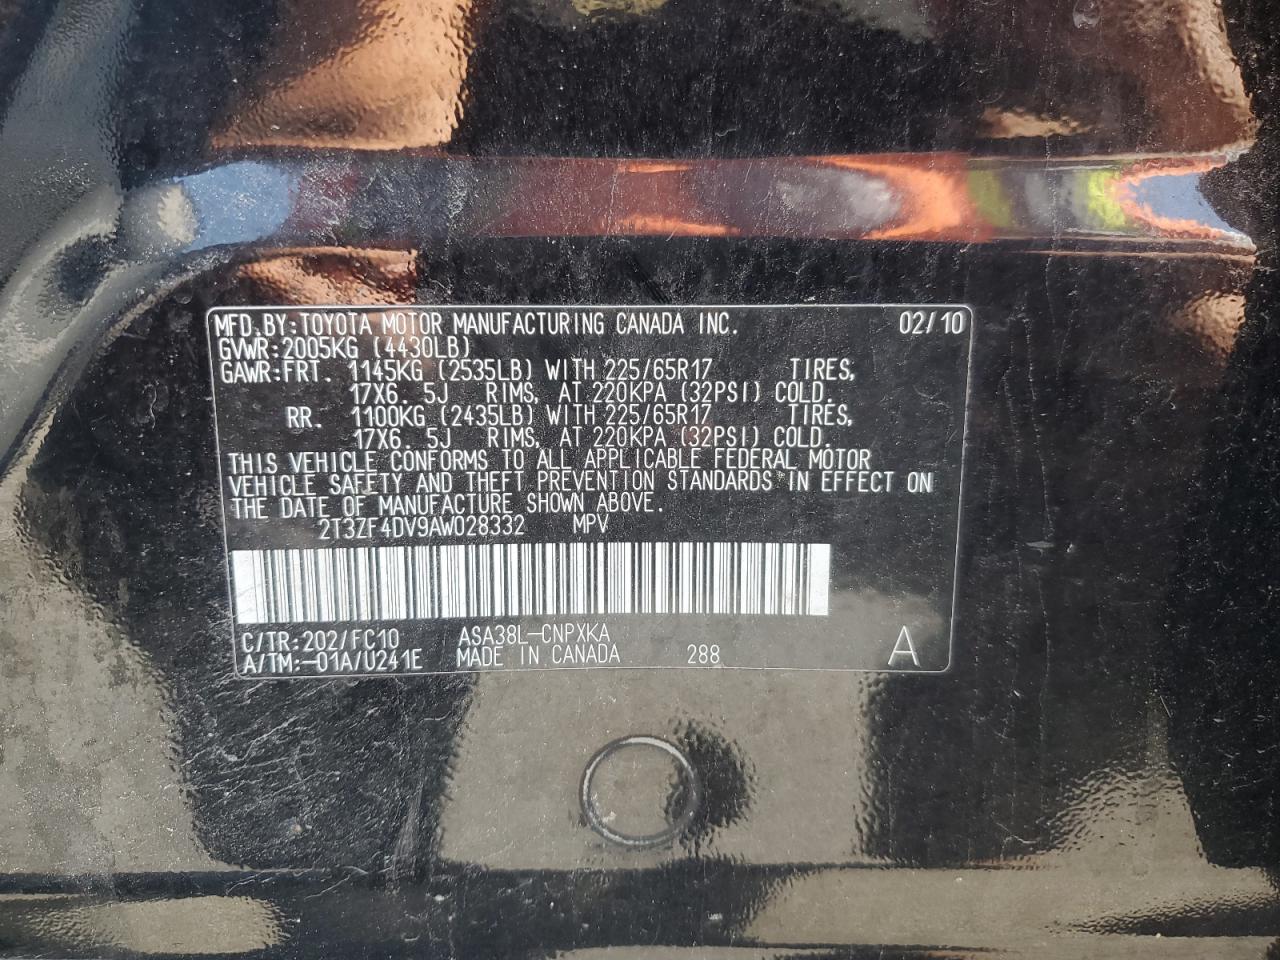 MFD.BY:TOYOTA MOTOR MANUFACTURING CANADA INC. 02/10
GVWR:2005KG (4430LB)
GAWR:FRT. 1145KG (2535LB) WITH 225/65R17 TIRES,
17X6.5J RIMS, AT 220KPA (32PSI) COLD.
RR. 1100KG (2435LB) WITH 225/65R17 TIRES,
17X6.5J RIMS, AT 220KPA (32PSI) COLD.
THIS VEHICLE CONFORMS TO ALL APPLICABLE FEDERAL MOTOR
VEHICLE SAFETY AND THEFT PREVENTION STANDARDS IN EFFECT ON
THE DATE OF MANUFACTURE SHOWN ABOVE.
2T3ZF4DV9AW028332 MPV
C/TR:202/FC10 ASA38L-CNPXKA A
A/TM:-01A/U241E MADE IN CANADA 288